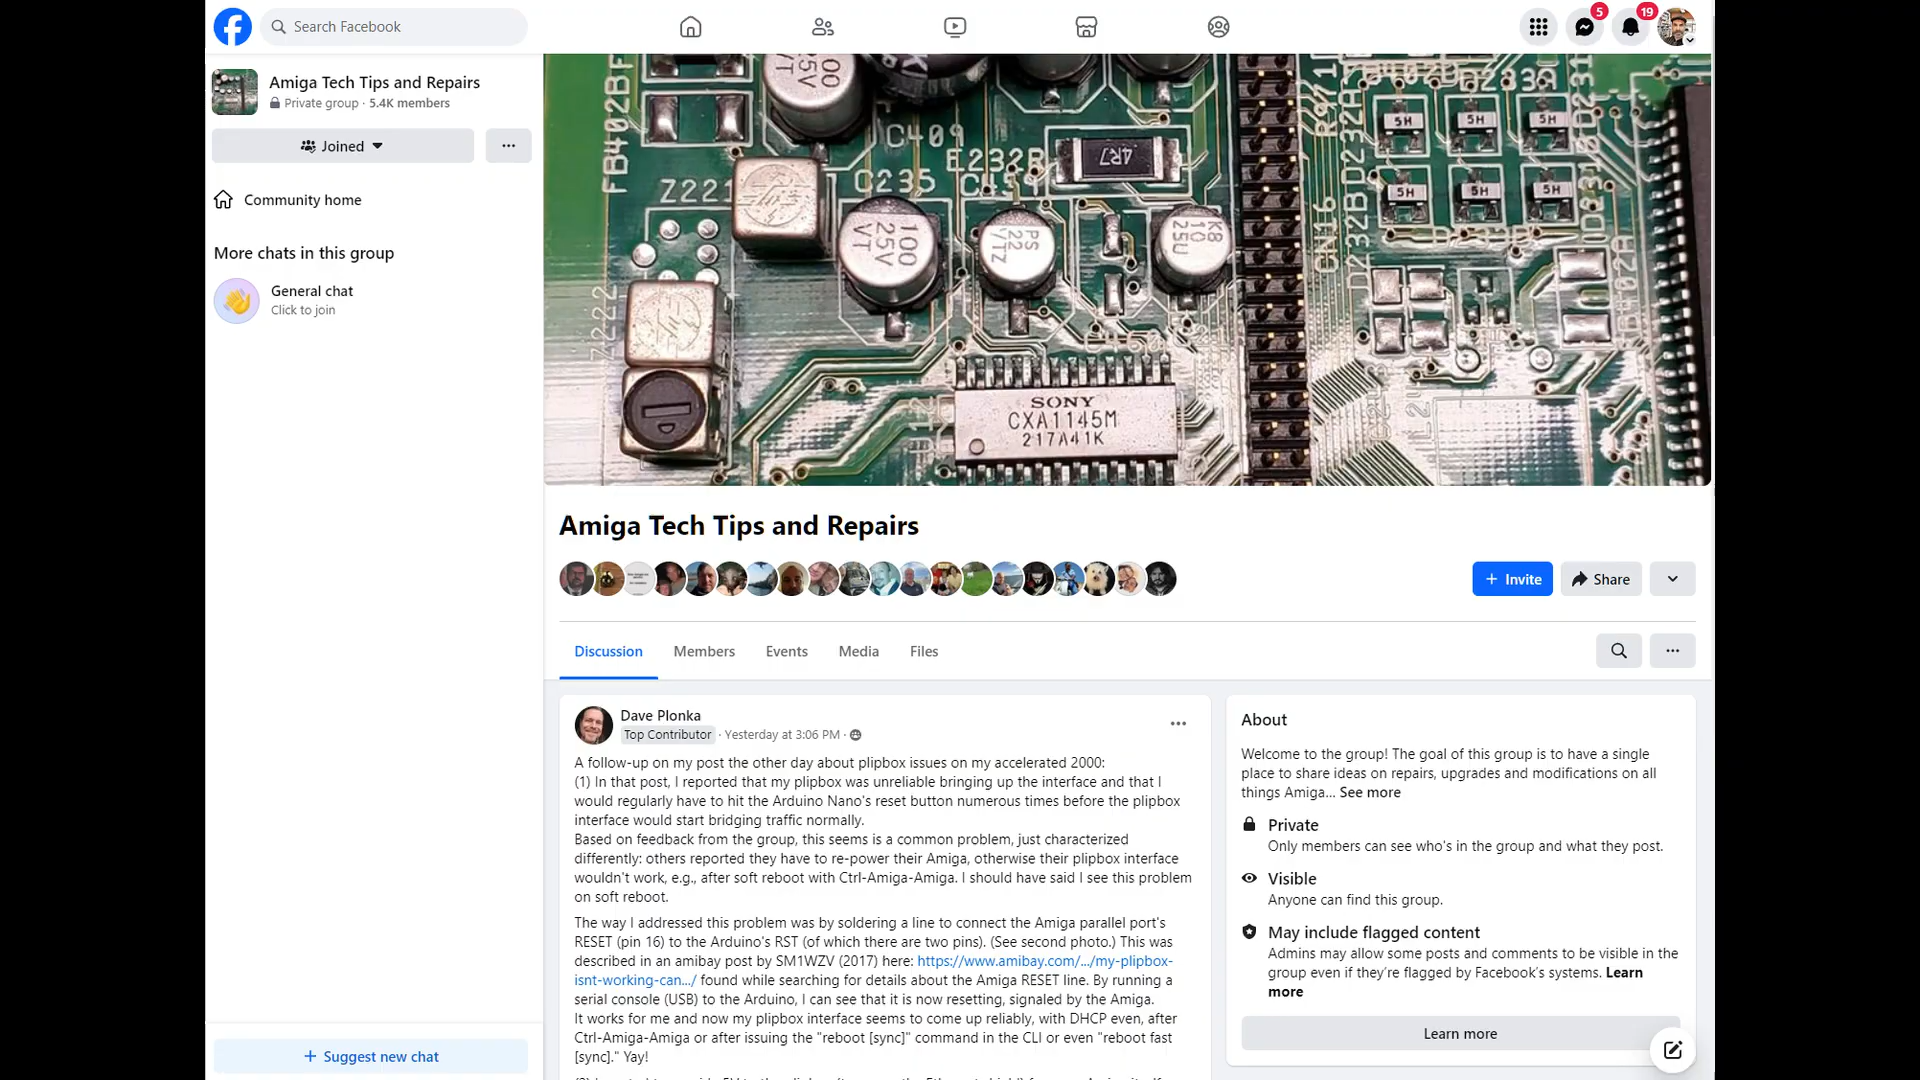 Search Facebook
5
19
Amiga Tech Tips and Repairs
Private group · 5.4K members
Joined
Community home
More chats in this group
General chat
Click to join
+ Suggest new chat
C409
4R7
Z221
C235
100
25V
VT
5H
5H
5H
5H
5H
5H
SONY
CXA1145M
217A41K
Amiga Tech Tips and Repairs
+ Invite
Share
Discussion
Members
Events
Media
Files
Dave Plonka
Top Contributor · Yesterday at 3:06 PM ·
A follow-up on my post the other day about plipbox issues on my accelerated 2000:
(1) In that post, I reported that my plipbox was unreliable bringing up the interface and that I
would regularly have to hit the Arduino Nano's reset button numerous times before the plipbox
interface would start bridging traffic normally.
Based on feedback from the group, this seems is a common problem, just characterized
differently: others reported they have to re-power their Amiga, otherwise their plipbox interface
wouldn't work, e.g., after soft reboot with Ctrl-Amiga-Amiga. I should have said I see this problem
on soft reboot.
The way I addressed this problem was by soldering a line to connect the Amiga parallel port's
RESET (pin 16) to the Arduino's RST (of which there are two pins). (See second photo.) This was
described in an amibay post by SM1WZV (2017) here: https://www.amibay.com/.../my-plipbox-
isnt-working-can.../ found while searching for details about the Amiga RESET line. By running a
serial console (USB) to the Arduino, I can see that it is now resetting, signaled by the Amiga.
It works for me and now my plipbox interface seems to come up reliably, with DHCP even, after
Ctrl-Amiga-Amiga or after issuing the "reboot [sync]" command in the CLI or even "reboot fast
[sync]." Yay!
About
Welcome to the group! The goal of this group is to have a single
place to share ideas on repairs, upgrades and modifications on all
things Amiga... See more
Private
Only members can see who's in the group and what they post.
Visible
Anyone can find this group.
May include flagged content
Admins may allow some posts and comments to be visible in the
group even if they're flagged by Facebook's systems. Learn
more
Learn more